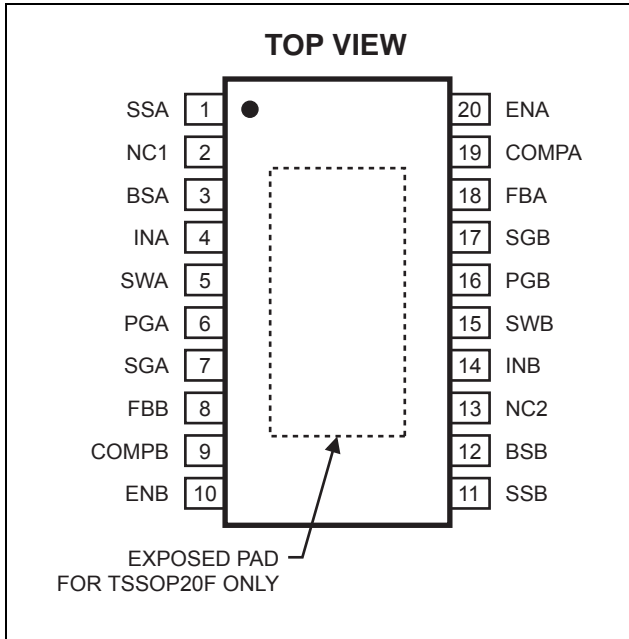 TOP VIEW
SSA 1
NC1 2
BSA 3
INA 4
SWA 5
PGA 6
SGA 7
FBB 8
COMPB 9
ENB 10
20 ENA
19 COMPA
18 FBA
17 SGB
16 PGB
15 SWB
14 INB
13 NC2
12 BSB
11 SSB
EXPOSED PAD
FOR TSSOP20F ONLY